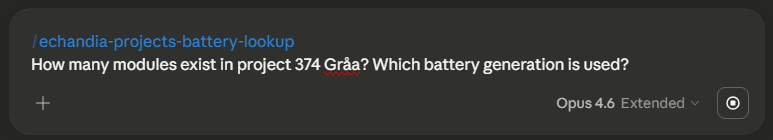 /echandia-projects-battery-lookup
How many modules exist in project 374 Gråa? Which battery generation is used?
Opus 4.6 Extended